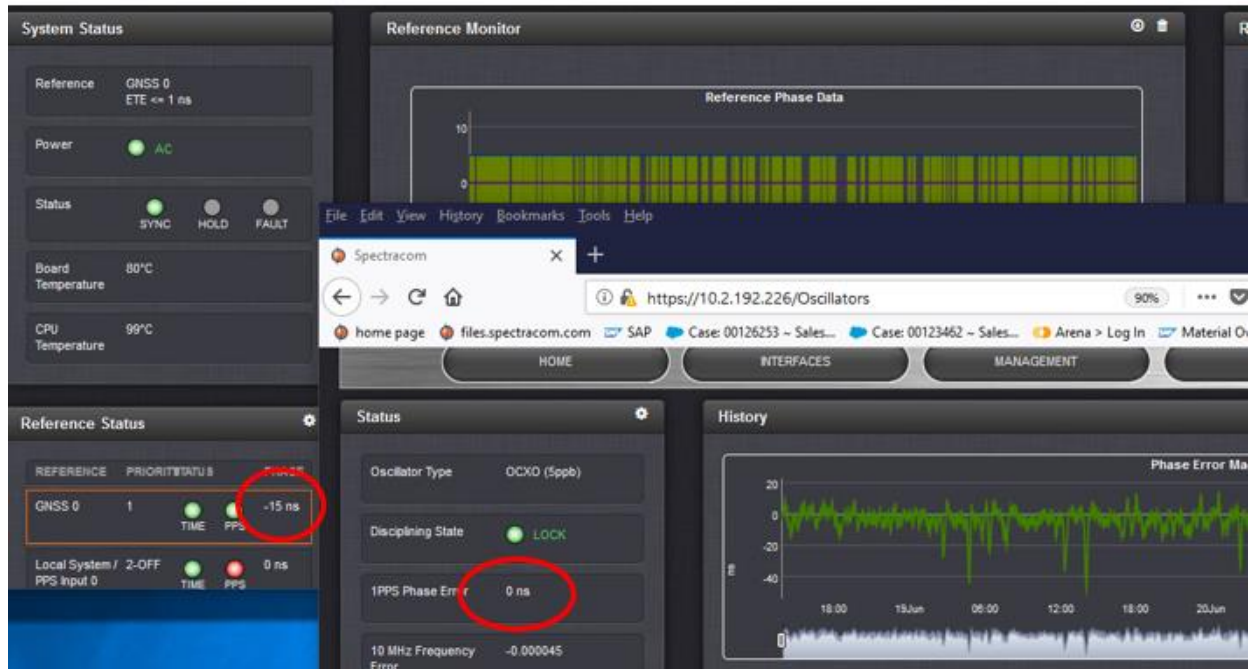 System Status
Reference
GNSS 0
ETE <= 1 ns
Power
AC
Status
SYNC HOLD FAULT
Board
Temperature
80°C
CPU
Temperature
99°C
Reference Status
REFERENCE PRIORITY STATUS PHASE
GNSS 0 1 TIME PPS -15 ns
Local System /
PPS Input 0
2-OFF TIME PPS 0 ns
Reference Monitor
R
Reference Phase Data
10
0
File Edit View History Bookmarks Tools Help
Spectracom
https://10.2.192.226/Oscillators
90%
home page files.spectracom.com SAP Case: 00126253 ~ Sales... Case: 00123462 ~ Sales... Arena > Log In Material Ov
HOME INTERFACES MANAGEMENT
Status
Oscillator Type OCXO (5ppb)
Disciplining State LOCK
1PPS Phase Error 0 ns
10 MHz Frequency
Error
-0.000045
History
Phase Error Ma
20
0
-20
-40
ns
18:00 19Jun 06:00 12:00 18:00 20Jun